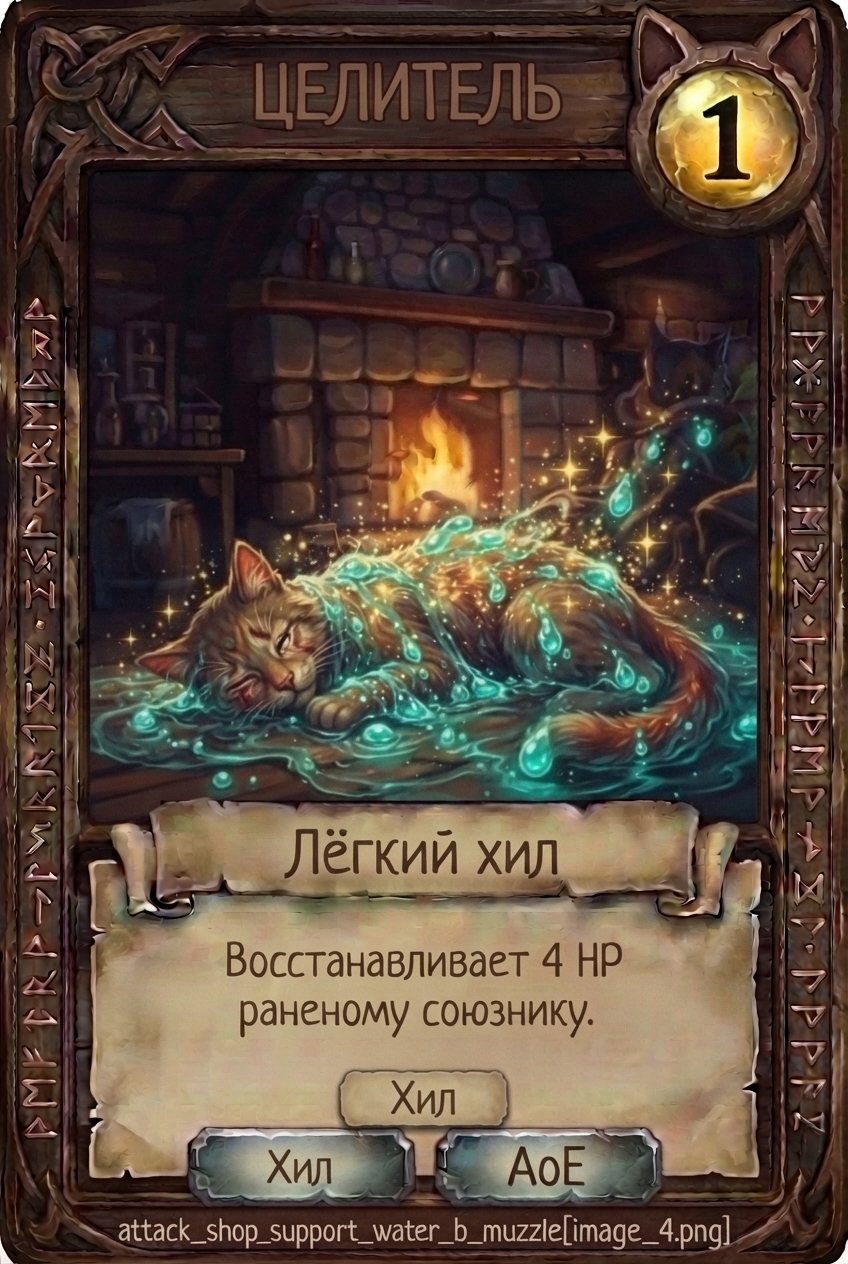 ЦЕЛИТЕЛЬ
1
Лёгкий хил
Восстанавливает 4 HP
раненому союзнику.
Хил
Хил
AoE
attack_shop_support_water_b_muzzle[image_4.png]